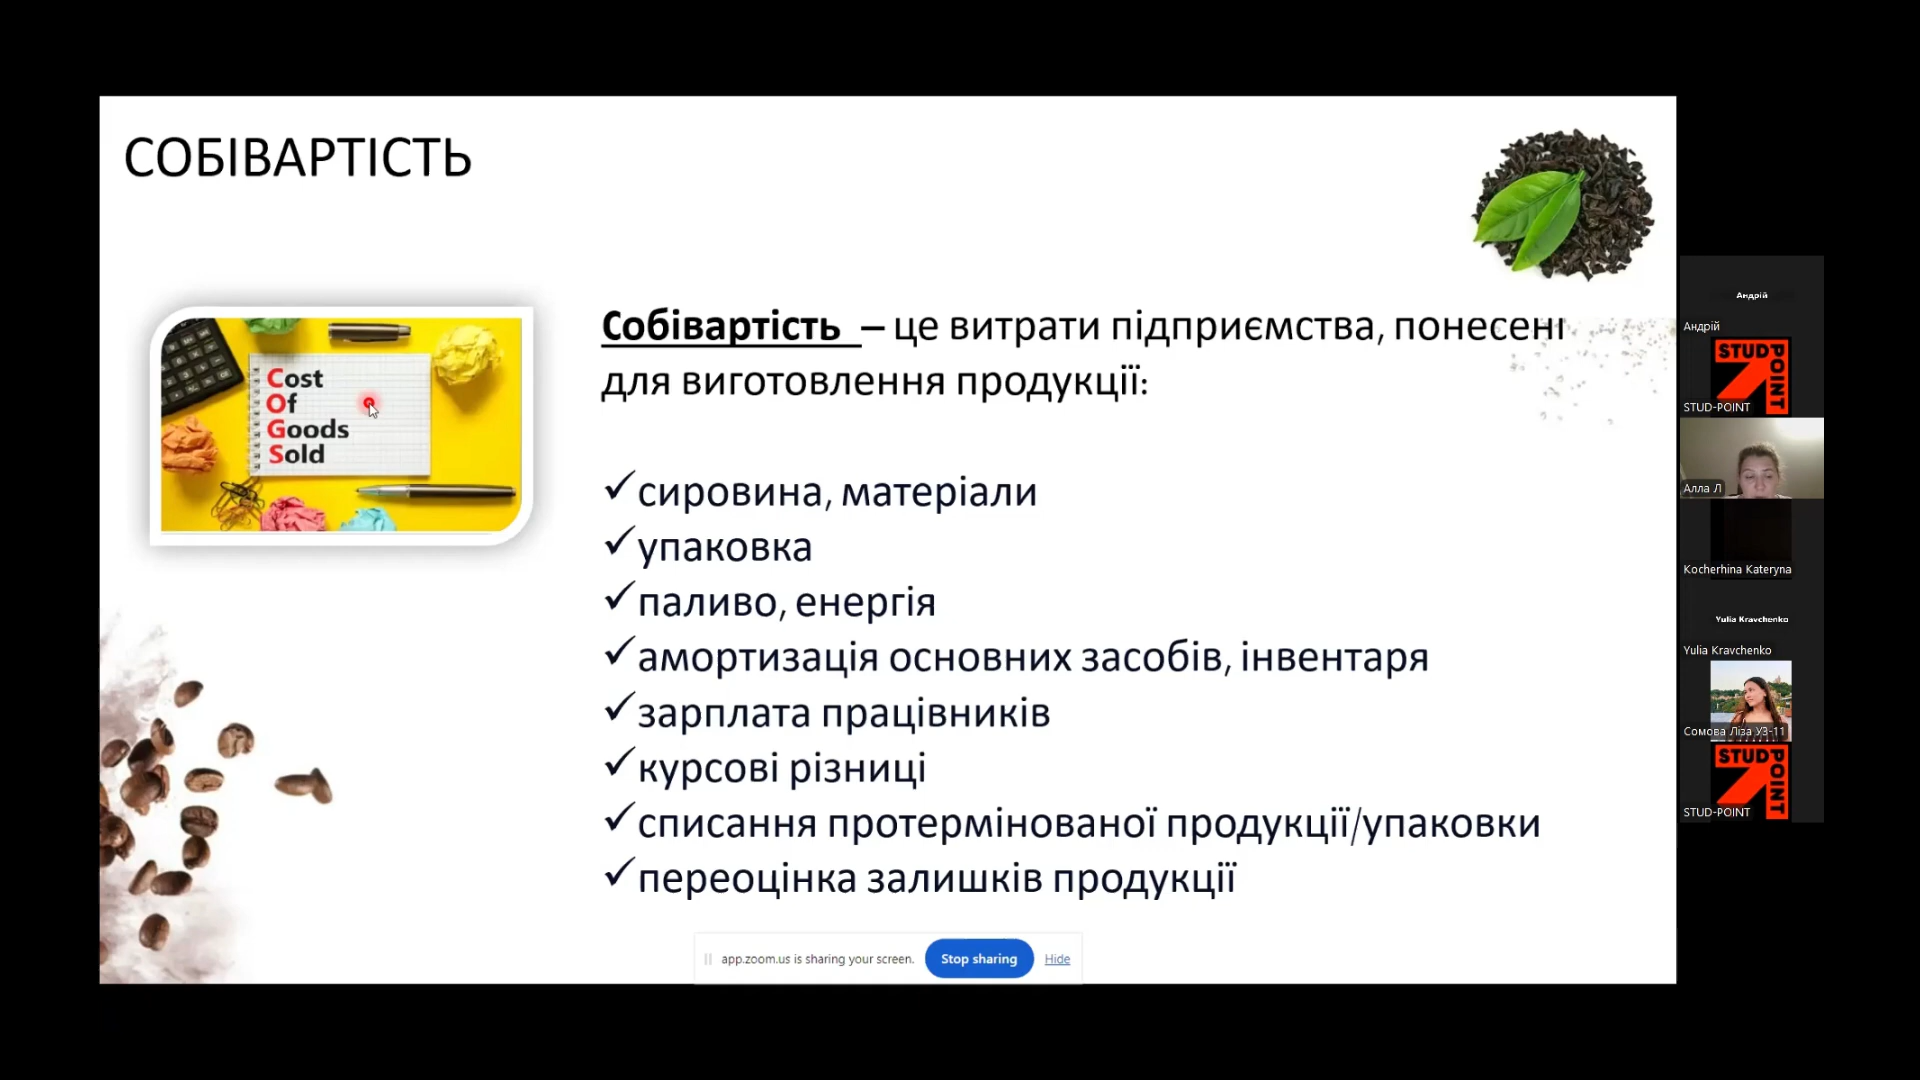 СОБІВАРТІСТЬ
Cost
Of
Goods
Sold
Собівартість – це витрати підприємства, понесені
для виготовлення продукції:
✓сировина, матеріали
✓упаковка
✓паливо, енергія
✓амортизація основних засобів, інвентаря
✓зарплата працівників
✓курсові різниці
✓списання протермінованої продукції/упаковки
✓переоцінка залишків продукції
app.zoom.us is sharing your screen. Stop sharing Hide
Андрій
Андрій
STUD POINT
STUD-POINT
Алла Л
Kocherhina Kateryna
Yulia Kravchenko
Yulia Kravchenko
Сомова Ліза УЗ-11
STUD POINT
STUD-POINT